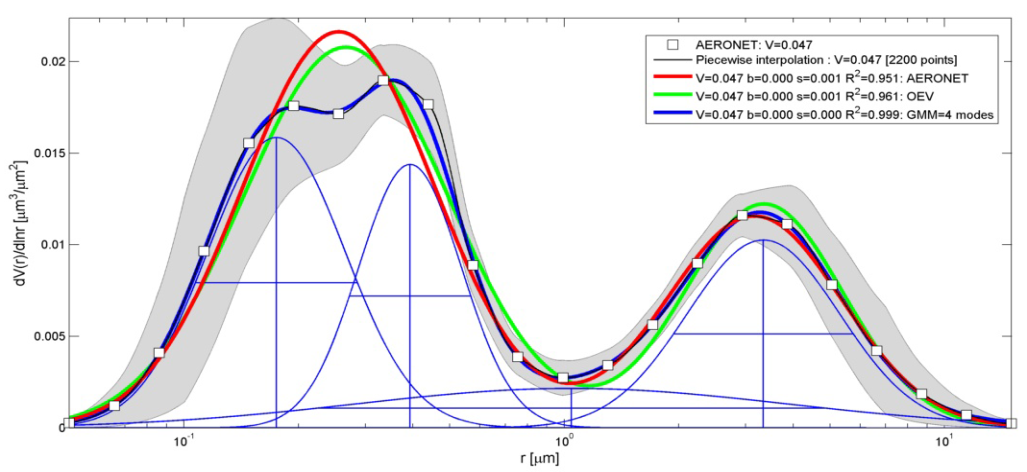 0.02
0.015
0.01
0.005
0
dV(r)/dlnr [μm³/μm²]
AERONET: V=0.047
Piecewise interpolation : V=0.047 [2200 points]
V=0.047 b=0.000 s=0.001 R²=0.951: AERONET
V=0.047 b=0.000 s=0.001 R²=0.961: OEV
V=0.047 b=0.000 s=0.000 R²=0.999: GMM=4 modes
10⁻¹ 10⁰ 10¹
r [μm]